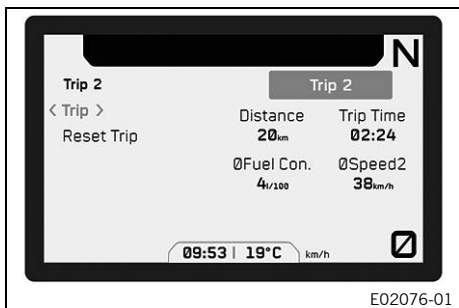 N
Trip 2
Trip 2
< Trip >
Reset Trip
Distance
20km
Trip Time
02:24
ØFuel Con.
4l/100
ØSpeed2
38km/h
09:53 | 19°C km/h
0
E02076-01